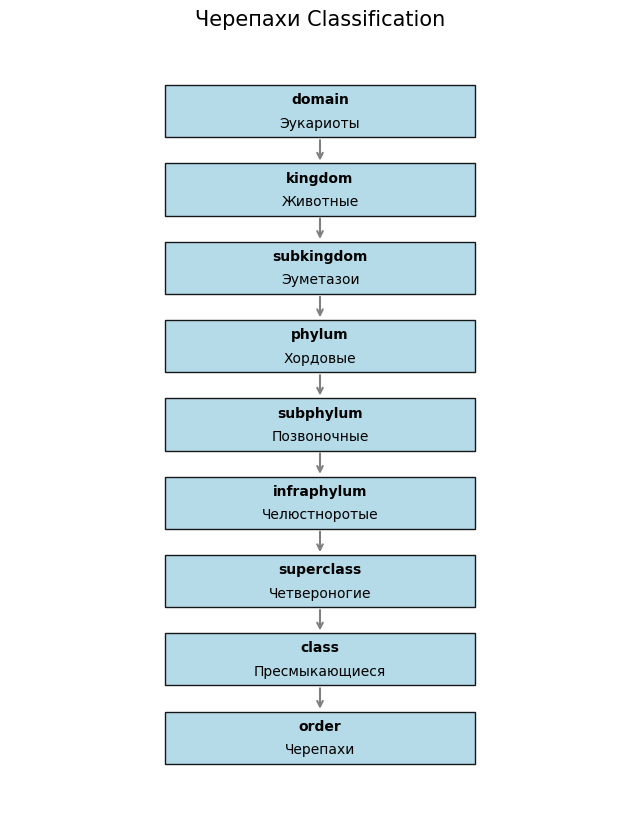 Черепахи Classification
domain
Эукариоты
kingdom
Животные
subkingdom
Эуметазои
phylum
Хордовые
subphylum
Позвоночные
infraphylum
Челюстноротые
superclass
Четвероногие
class
Пресмыкающиеся
order
Черепахи